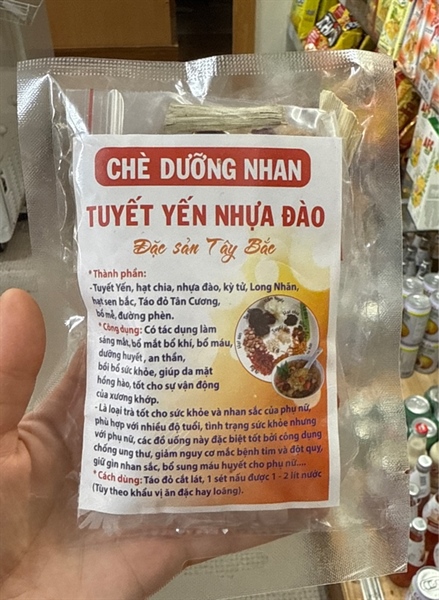 CHÈ DƯỠNG NHAN
TUYẾT YẾN NHỰA ĐÀO
Đặc sản Tây Bắc
* Thành phần:
-Tuyết Yến, hạt chia, nhựa đào, kỳ tử, Long Nhãn,
hạt sen bắc, Táo đỏ Tân Cương,
bồ mễ, đường phèn.
* Công dụng: Có tác dụng làm
sáng mắt, bổ mắt bổ khí, bổ máu,
dưỡng huyết, an thần,
bồi bổ sức khỏe, giúp da mặt
hồng hào, tốt cho sự vận động
của xương khớp.
- Là loại trà tốt cho sức khỏe và nhan sắc của phụ nữ,
phù hợp với nhiều độ tuổi, tình trạng sức khỏe nhưng
với phụ nữ, các đồ uống này đặc biệt tốt bởi công dụng
chống ung thư, giảm nguy cơ mắc bệnh tim và đột quỵ,
giữ gìn nhan sắc, bổ sung máu huyết cho phụ nữ....
* Cách dùng: Táo đỏ cắt lát, 1 sét nấu được 1 - 2 lít nước
(Tùy theo khẩu vị ăn đặc hay loãng).